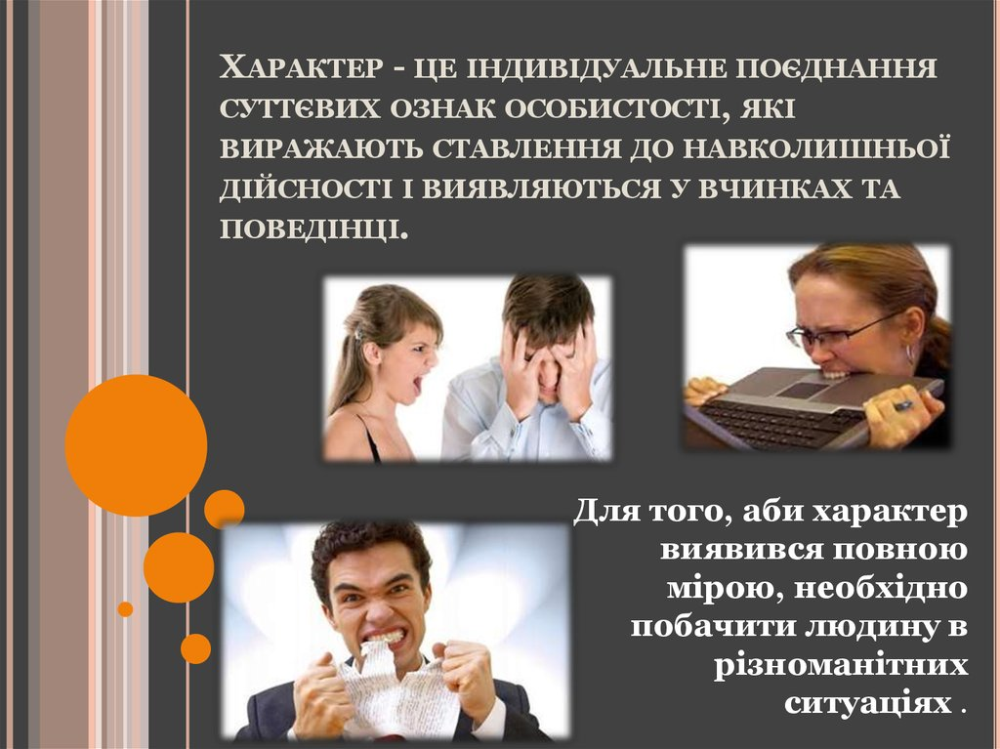 Характер - це індивідуальне поєднання
суттєвих ознак особистості, які
виражають ставлення до навколишньої
дійсності і виявляються у вчинках та
поведінці.
Для того, аби характер
виявився повною
мірою, необхідно
побачити людину в
різноманітних
ситуаціях .